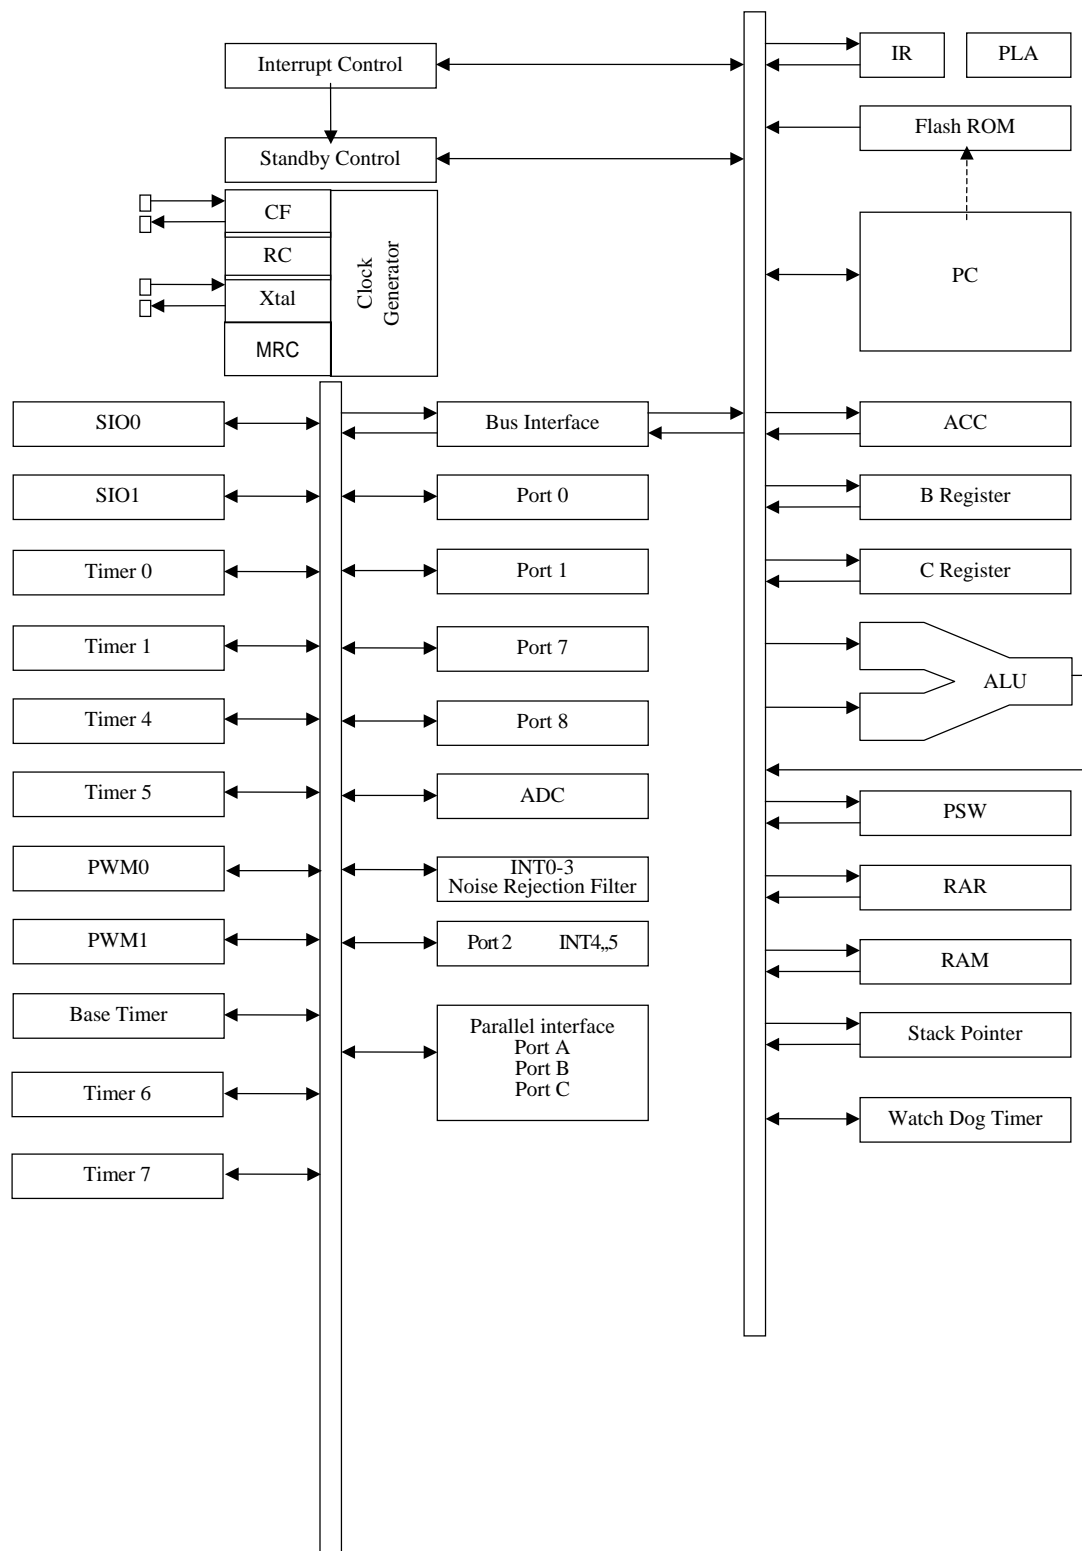 Interrupt Control
IR
PLA
Flash ROM
Standby Control
CF
RC
Xtal
MRC
Clock
Generator
PC
SIO0
Bus Interface
ACC
SIO1
Port 0
B Register
Timer 0
Port 1
C Register
Timer 1
Port 7
ALU
Timer 4
Port 8
Timer 5
ADC
PSW
PWM0
INT0-3
Noise Rejection Filter
RAR
PWM1
Port 2 INT4,,5
RAM
Base Timer
Parallel interface
Port A
Port B
Port C
Stack Pointer
Timer 6
Watch Dog Timer
Timer 7